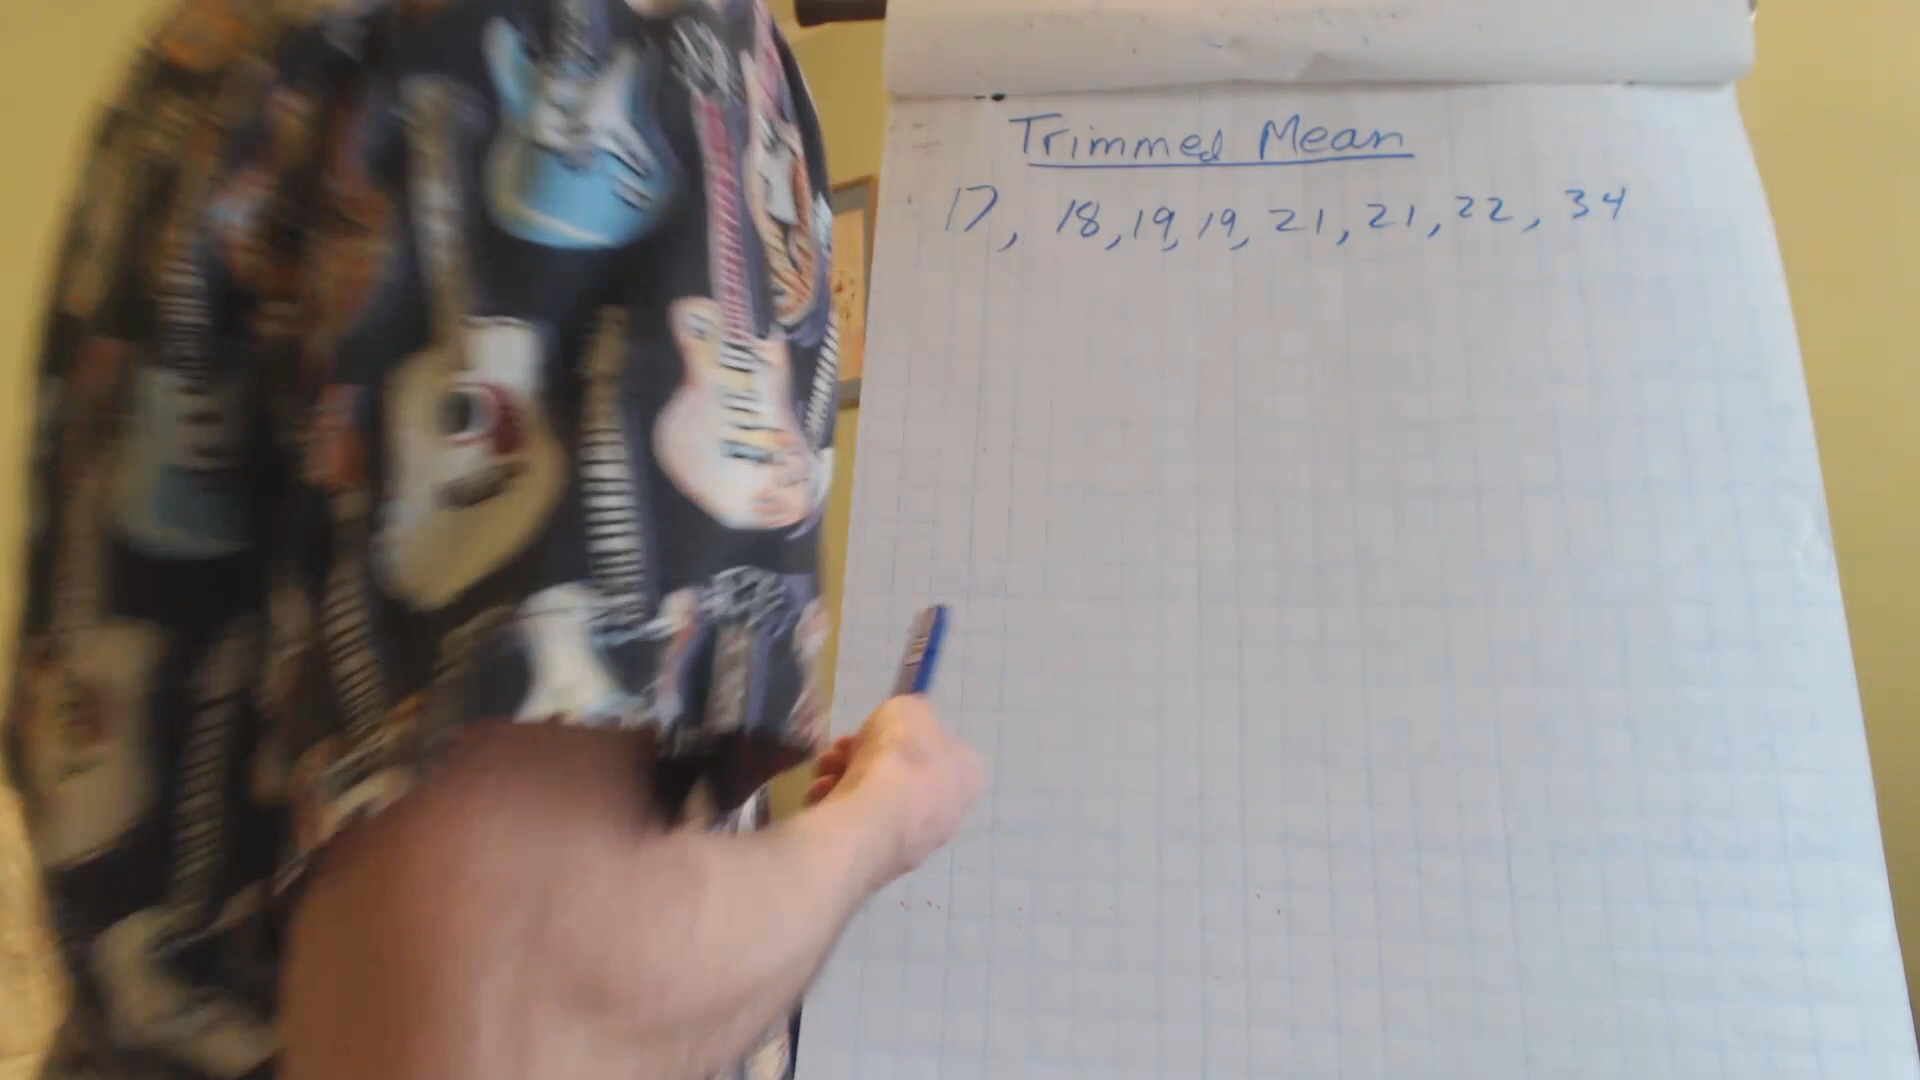 Trimmed Mean
17, 18, 19, 19, 21, 21, 22, 34